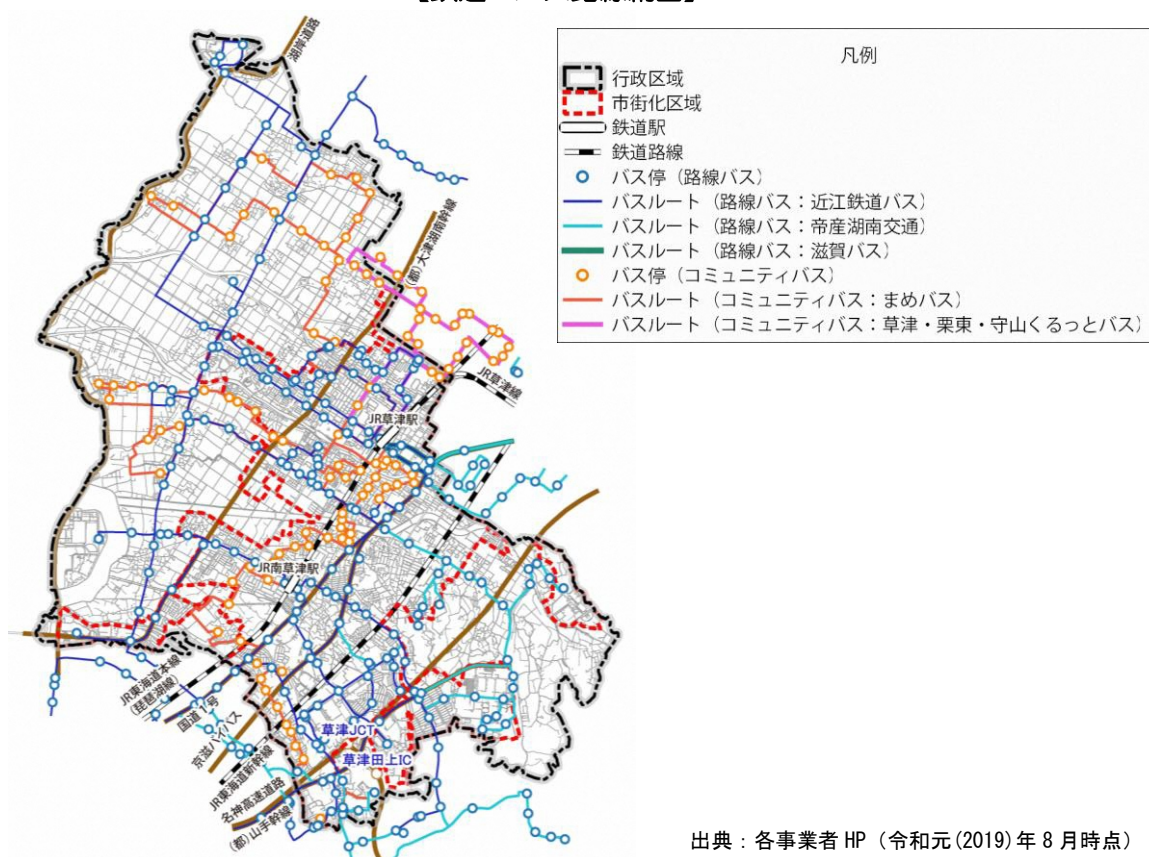 湖岸道路
凡例
行政区域
市街化区域
鉄道駅
鉄道路線
バス停(路線バス)
バスルート(路線バス:近江鉄道バス)
バスルート(路線バス:帝産湖南交通)
バスルート(路線バス:滋賀バス)
バス停(コミュニティバス)
バスルート(コミュニティバス:まめバス)
バスルート(コミュニティバス:草津・栗東・守山くるっとバス)
(都)大津湖南幹線
JR草津線
JR草津駅
JR南草津駅
JR東海道本線
(琵琶湖線)
国道1号
京滋バイパス
JR東海道新幹線
名神高速道路
(都)山手幹線
草津JCT
草津田上IC
出典:各事業者 HP(令和元(2019)年 8 月時点)